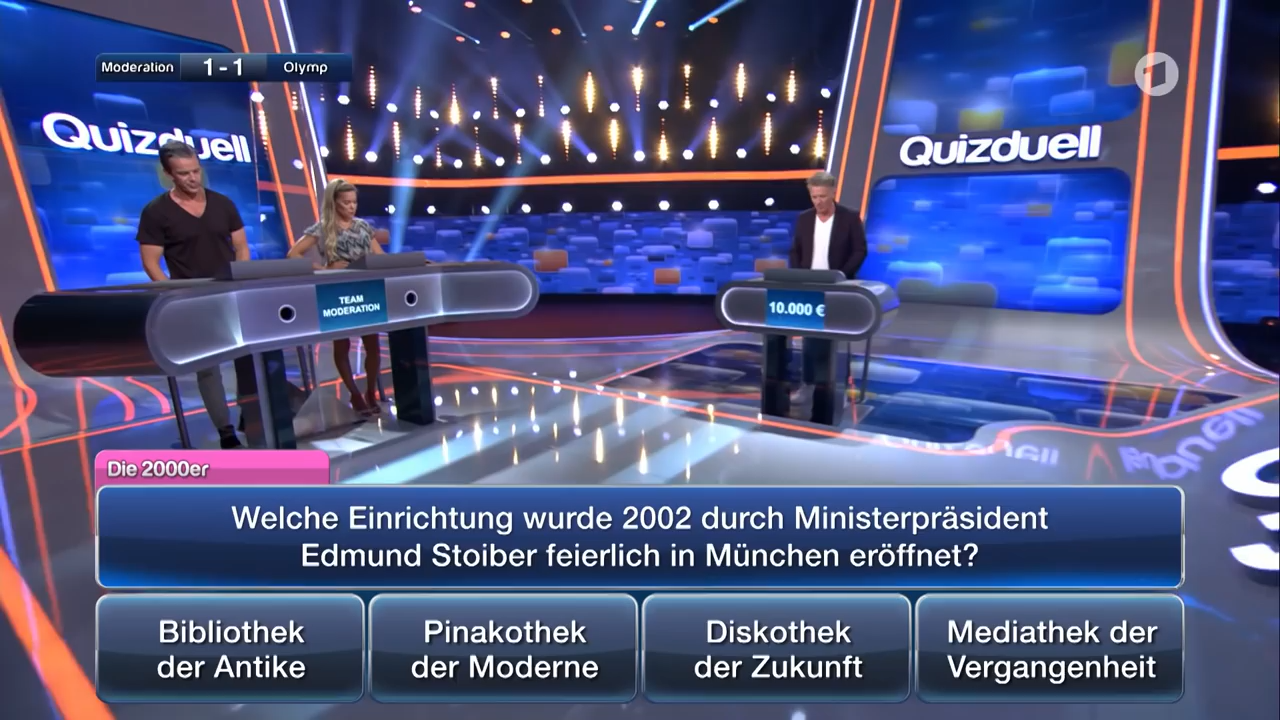 Moderation 1 - 1 Olymp
1
Quizduell
Quizduell
TEAM
MODERATION
10.000 €
Die 2000er
Welche Einrichtung wurde 2002 durch Ministerpräsident
Edmund Stoiber feierlich in München eröffnet?
Bibliothek
der Antike
Pinakothek
der Moderne
Diskothek
der Zukunft
Mediathek der
Vergangenheit